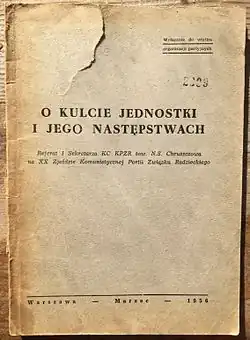 Wyłącznie do użytku
organizacji partyjnych
O KULCIE JEDNOSTKI
I JEGO NASTĘPSTWACH
Referat I Sekretarza KC KPZR tow. N.S. Chruszczowa
na XX Zjeździe Komunistycznej Partii Związku Radzieckiego
Warszawa — Marzec — 1956